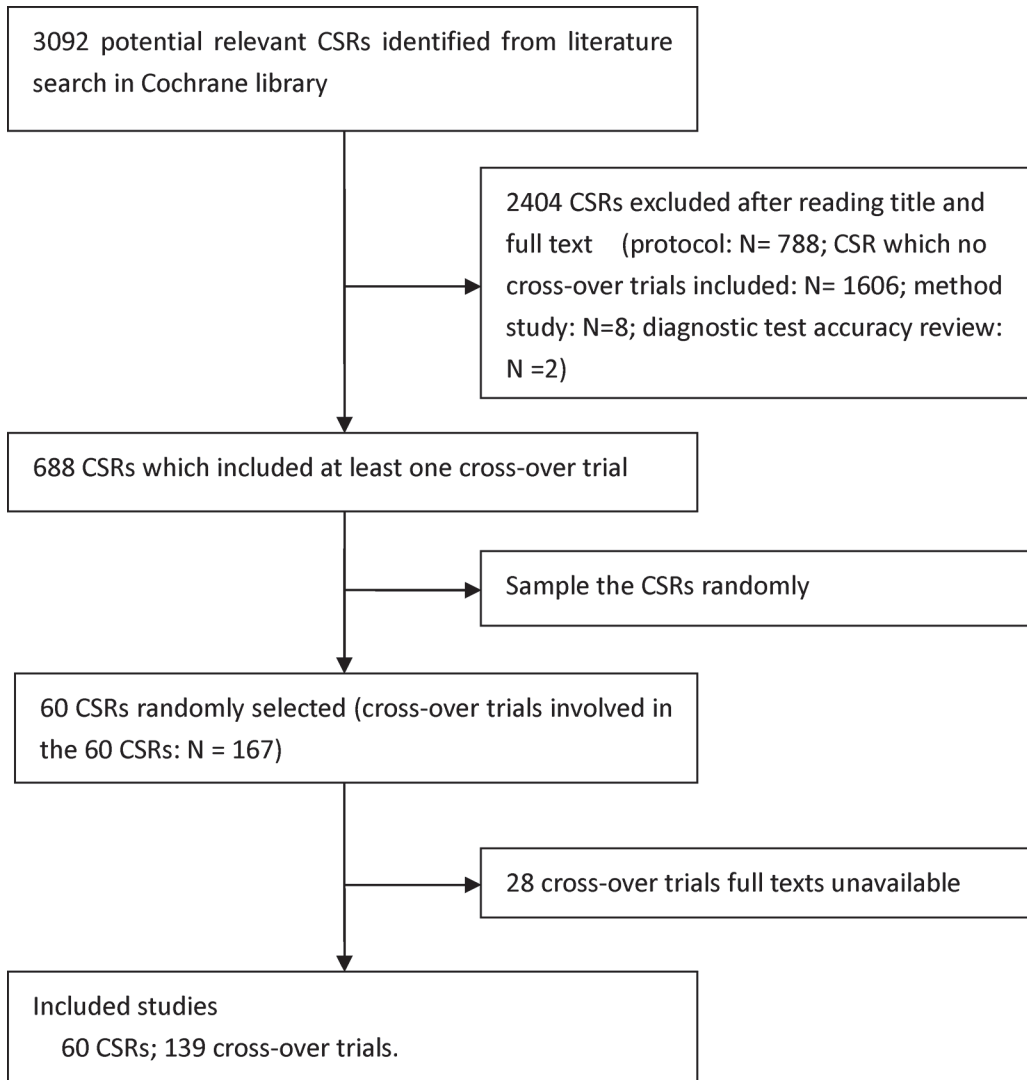 3092 potential relevant CSRs identified from literature
search in Cochrane library
2404 CSRs excluded after reading title and
full text (protocol: N= 788; CSR which no
cross-over trials included: N= 1606; method
study: N=8; diagnostic test accuracy review:
N =2)
688 CSRs which included at least one cross-over trial
Sample the CSRs randomly
60 CSRs randomly selected (cross-over trials involved in
the 60 CSRs: N = 167)
28 cross-over trials full texts unavailable
Included studies
60 CSRs; 139 cross-over trials.